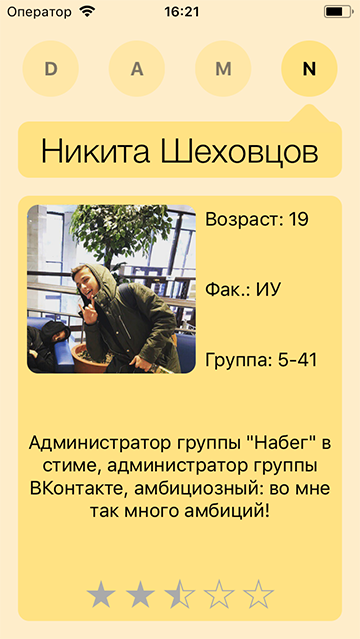 Оператор 16:21
D A M N
Никита Шеховцов
Возраст: 19
Фак.: ИУ
Группа: 5-41
Администратор группы "Набег" в
стиме, администратор группы
ВКонтакте, амбициозный: во мне
так много амбиций!